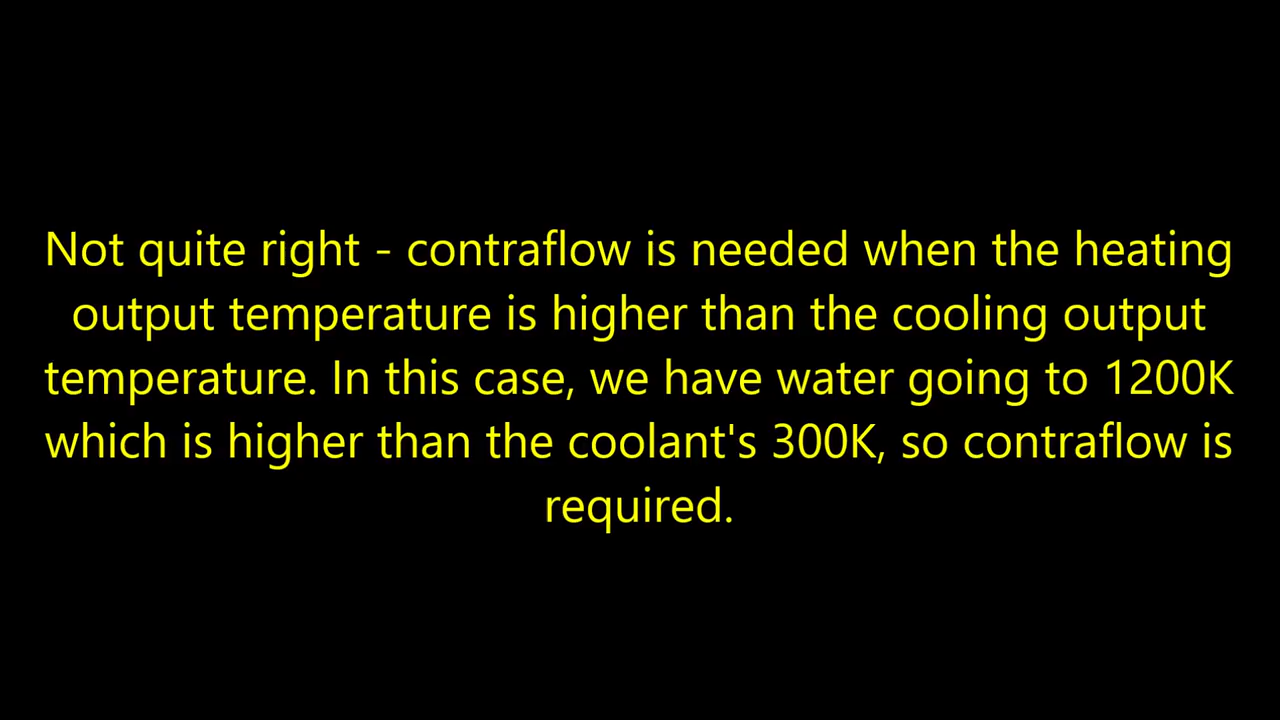 Not quite right - contraflow is needed when the heating
output temperature is higher than the cooling output
temperature. In this case, we have water going to 1200K
which is higher than the coolant's 300K, so contraflow is
required.